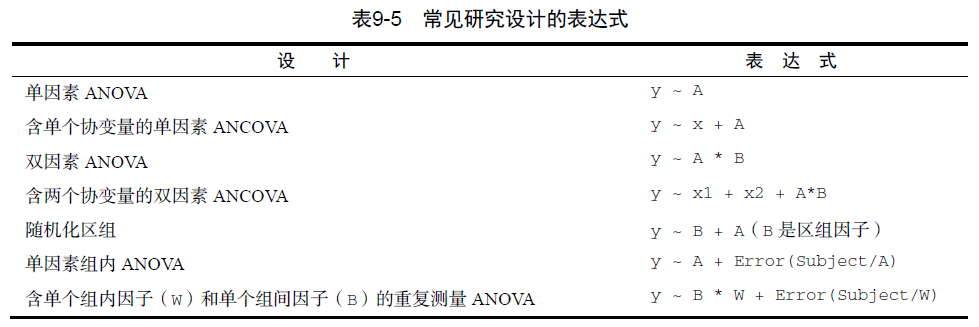 表9-5 常见研究设计的表达式
设 计 表 达 式
单因素 ANOVA y ~ A
含单个协变量的单因素 ANCOVA y ~ x + A
双因素 ANOVA y ~ A * B
含两个协变量的双因素 ANCOVA y ~ x1 + x2 + A*B
随机化区组 y ~ B + A（B 是区组因子）
单因素组内 ANOVA y ~ A + Error(Subject/A)
含单个组内因子（W）和单个组间因子（B）的重复测量 ANOVA y ~ B * W + Error(Subject/W)